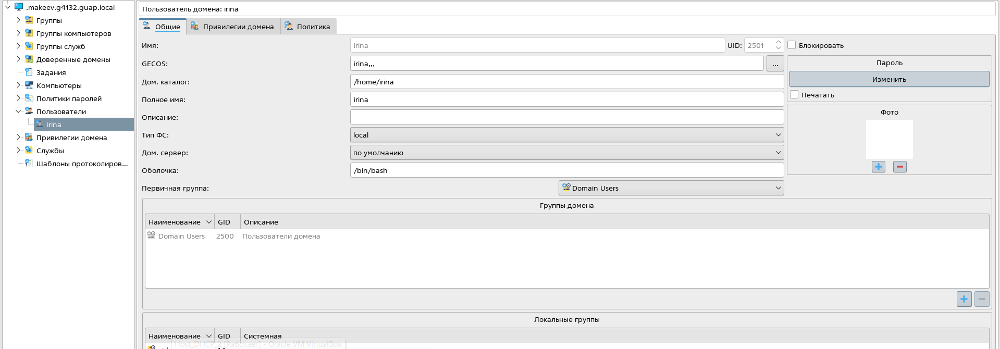 .makeev.g4132.guap.local
Группы
Группы компьютеров
Группы служб
Доверенные домены
Задания
Компьютеры
Политики паролей
Пользователи
irina
Привилегии домена
Службы
Шаблоны протоколиров...
Пользователь домена: irina
Общие Привилегии домена Политика
Имя: irina UID: 2501 Блокировать
GECOS: irina,,, ...
Дом. каталог: /home/irina
Полное имя: irina
Описание:
Тип ФС: local
Дом. сервер: по умолчанию
Оболочка: /bin/bash
Первичная группа: Domain Users
Пароль
Изменить
Печатать
Фото
Группы домена
Наименование GID Описание
Domain Users 2500 Пользователи домена
Локальные группы
Наименование GID Системная
Host_DHCP_2 [Работает] - Oracle VM VirtualBox